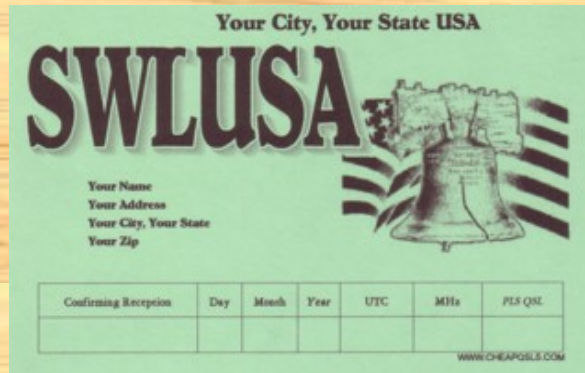 Your City, Your State USA
SWLUSA
Your Name
Your Address
Your City, Your State
Your Zip
Confirming Recepeion Day Month Year UTC MHz PLS QSL
WWW.CHEAPQSLS.COM